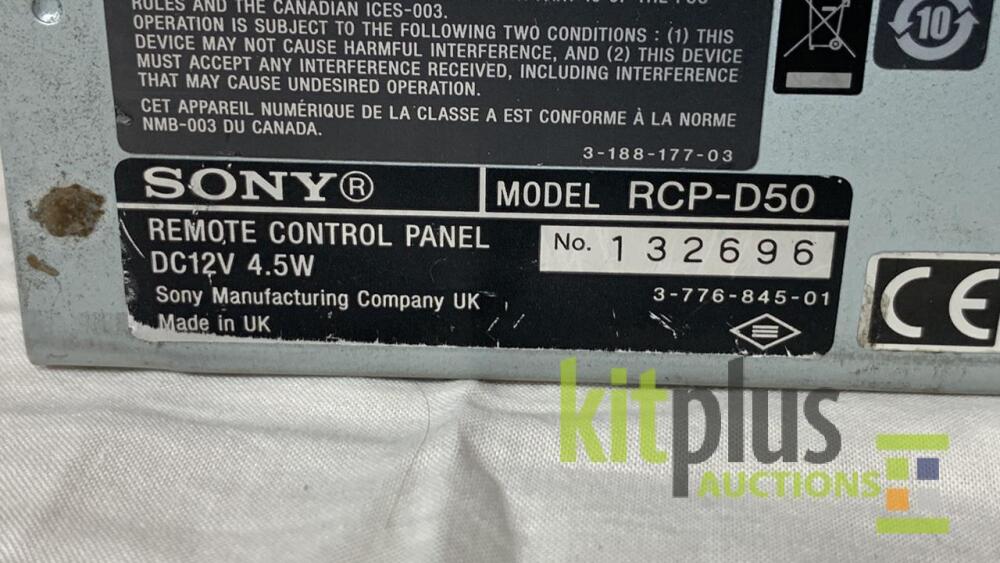 RULES AND THE CANADIAN ICES-003.
OPERATION IS SUBJECT TO THE FOLLOWING TWO CONDITIONS : (1) THIS
DEVICE MAY NOT CAUSE HARMFUL INTERFERENCE, AND (2) THIS DEVICE
MUST ACCEPT ANY INTERFERENCE RECEIVED, INCLUDING INTERFERENCE
THAT MAY CAUSE UNDESIRED OPERATION.
CET APPAREIL NUMÉRIQUE DE LA CLASSE A EST CONFORME À LA NORME
NMB-003 DU CANADA.
3-188-177-03
10
SONY®
MODEL RCP-D50
REMOTE CONTROL PANEL
No. 132696
DC12V 4.5W
Sony Manufacturing Company UK
3-776-845-01
Made in UK
CE
kitplus
AUCTIONS